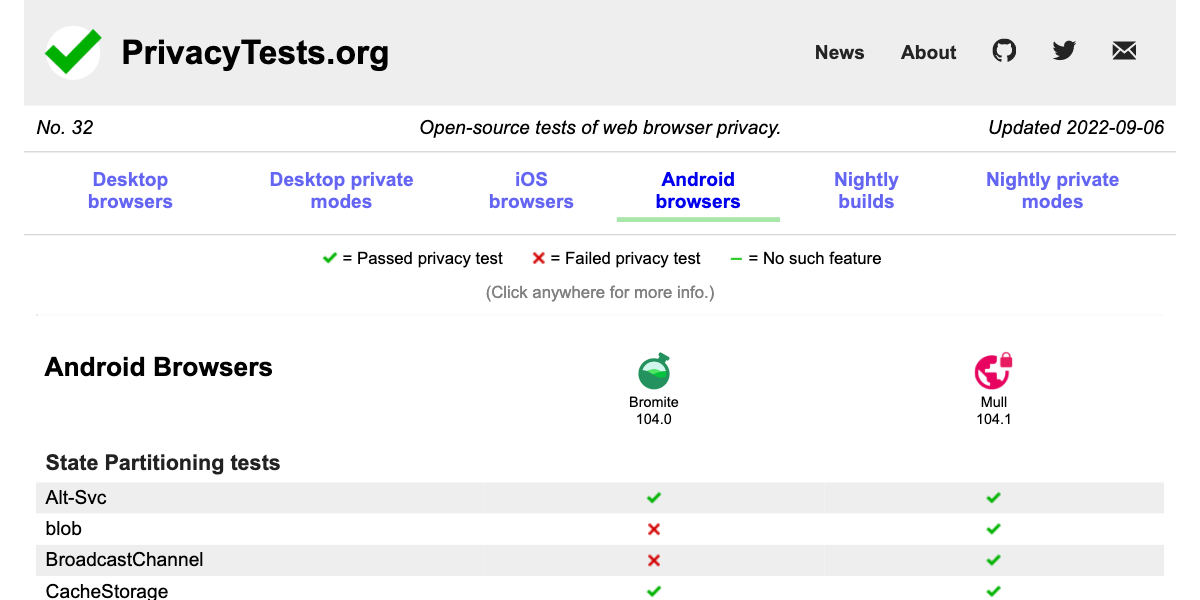 PrivacyTests.org
News About
No. 32 Open-source tests of web browser privacy. Updated 2022-09-06
Desktop browsers Desktop private modes iOS browsers Android browsers Nightly builds Nightly private modes
= Passed privacy test = Failed privacy test = No such feature
(Click anywhere for more info.)
Android Browsers
Bromite Mull
104.0 104.1
State Partitioning tests
Alt-Svc
blob
BroadcastChannel
CacheStorage